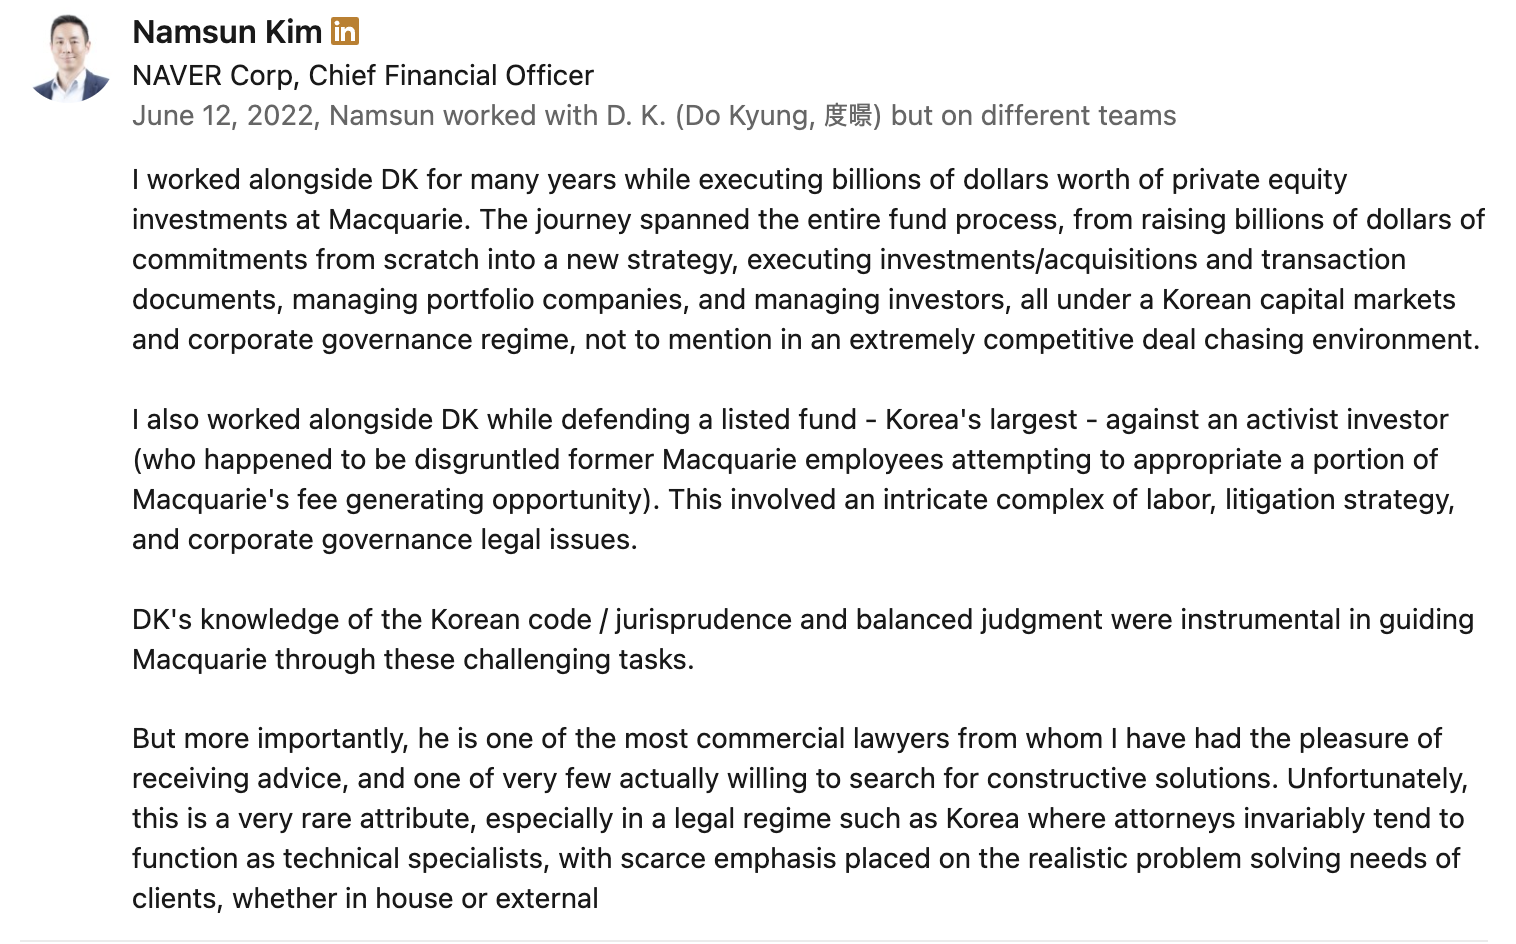 Namsun Kim in
NAVER Corp, Chief Financial Officer
June 12, 2022, Namsun worked with D. K. (Do Kyung, 度暻) but on different teams
I worked alongside DK for many years while executing billions of dollars worth of private equity
investments at Macquarie. The journey spanned the entire fund process, from raising billions of dollars of
commitments from scratch into a new strategy, executing investments/acquisitions and transaction
documents, managing portfolio companies, and managing investors, all under a Korean capital markets
and corporate governance regime, not to mention in an extremely competitive deal chasing environment.
I also worked alongside DK while defending a listed fund - Korea's largest - against an activist investor
(who happened to be disgruntled former Macquarie employees attempting to appropriate a portion of
Macquarie's fee generating opportunity). This involved an intricate complex of labor, litigation strategy,
and corporate governance legal issues.
DK's knowledge of the Korean code / jurisprudence and balanced judgment were instrumental in guiding
Macquarie through these challenging tasks.
But more importantly, he is one of the most commercial lawyers from whom I have had the pleasure of
receiving advice, and one of very few actually willing to search for constructive solutions. Unfortunately,
this is a very rare attribute, especially in a legal regime such as Korea where attorneys invariably tend to
function as technical specialists, with scarce emphasis placed on the realistic problem solving needs of
clients, whether in house or external